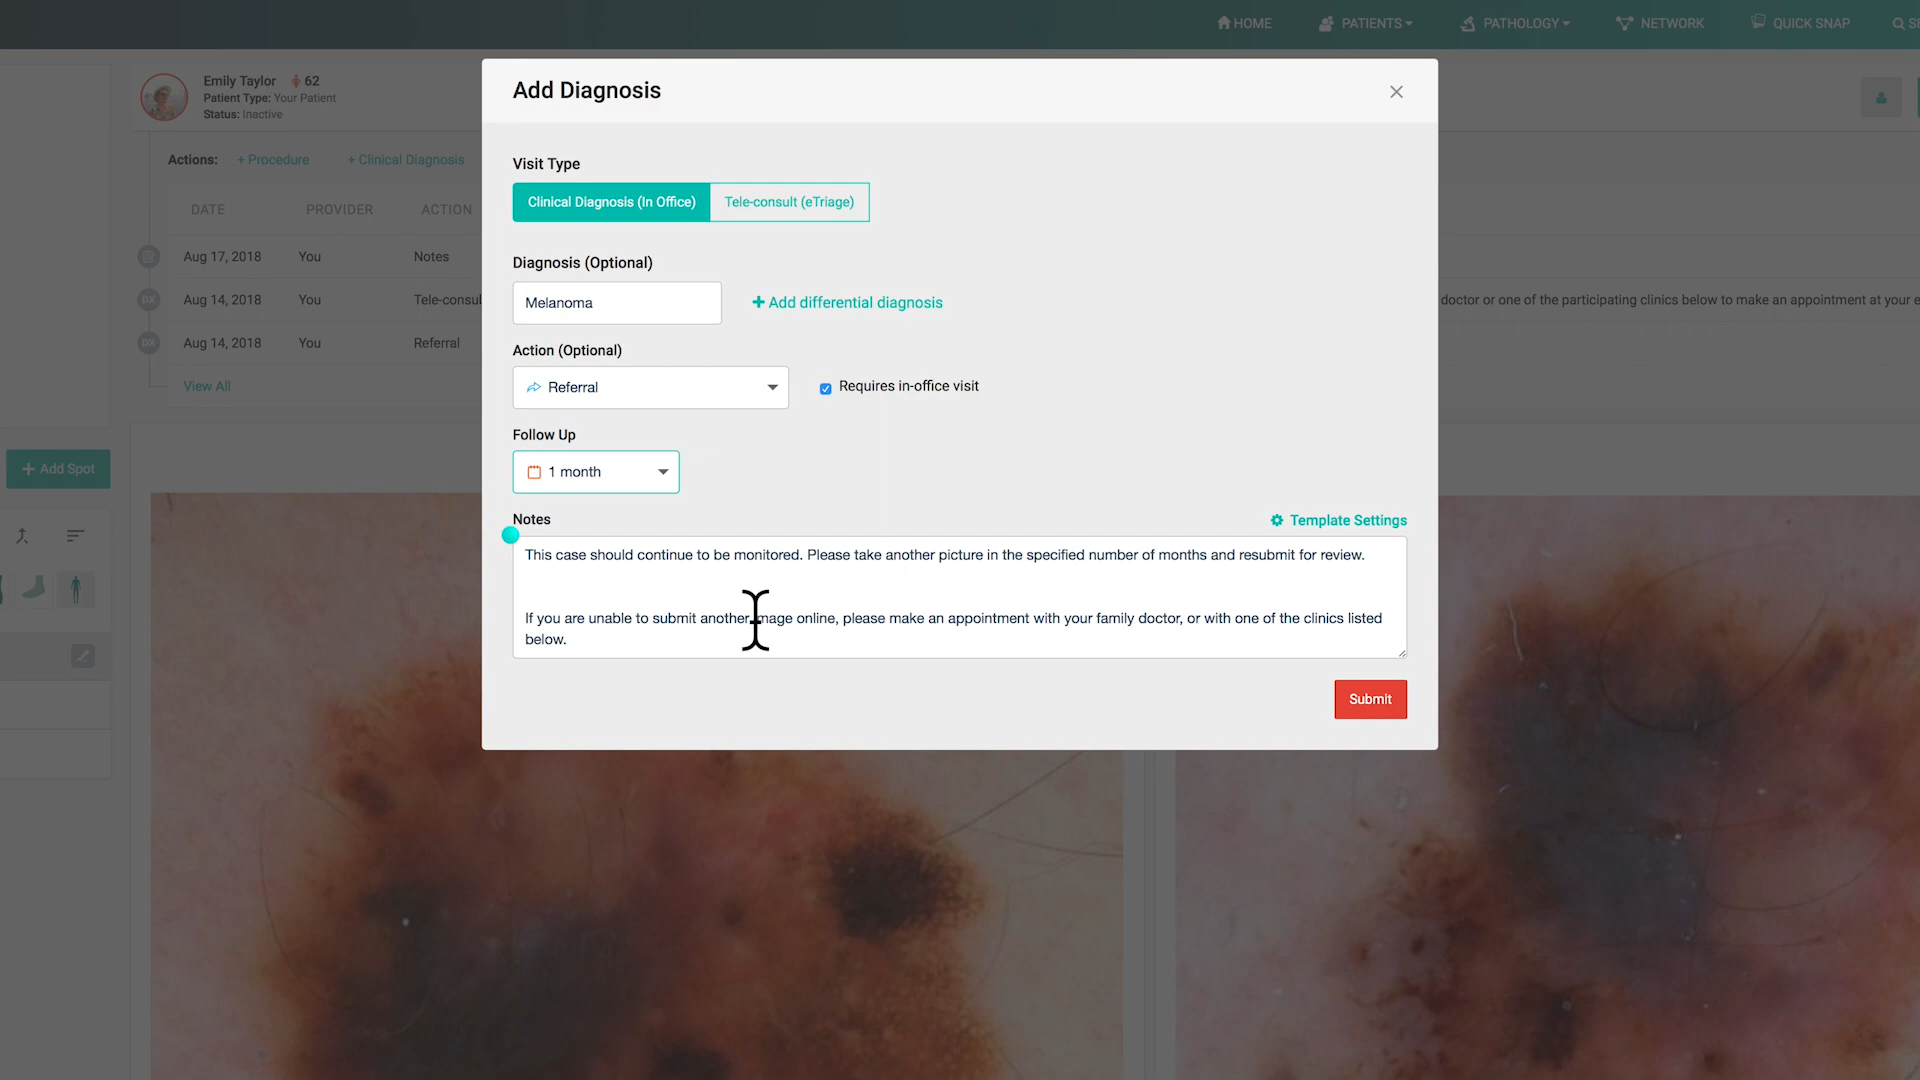 HOME
PATIENTS
PATHOLOGY
NETWORK
QUICK SNAP
Emily Taylor 62
Patient Type: Your Patient
Status: Inactive
Actions: + Procedure + Clinical Diagnosis
DATE PROVIDER ACTION
Aug 17, 2018 You Notes
DX Aug 14, 2018 You Tele-consul
doctor or one of the participating clinics below to make an appointment at your e
DX Aug 14, 2018 You Referral
View All
+ Add Spot
Add Diagnosis
Visit Type
Clinical Diagnosis (In Office) Tele-consult (eTriage)
Diagnosis (Optional)
Melanoma + Add differential diagnosis
Action (Optional)
Referral Requires in-office visit
Follow Up
1 month
Notes Template Settings
This case should continue to be monitored. Please take another picture in the specified number of months and resubmit for review.
If you are unable to submit another image online, please make an appointment with your family doctor, or with one of the clinics listed
below.
Submit